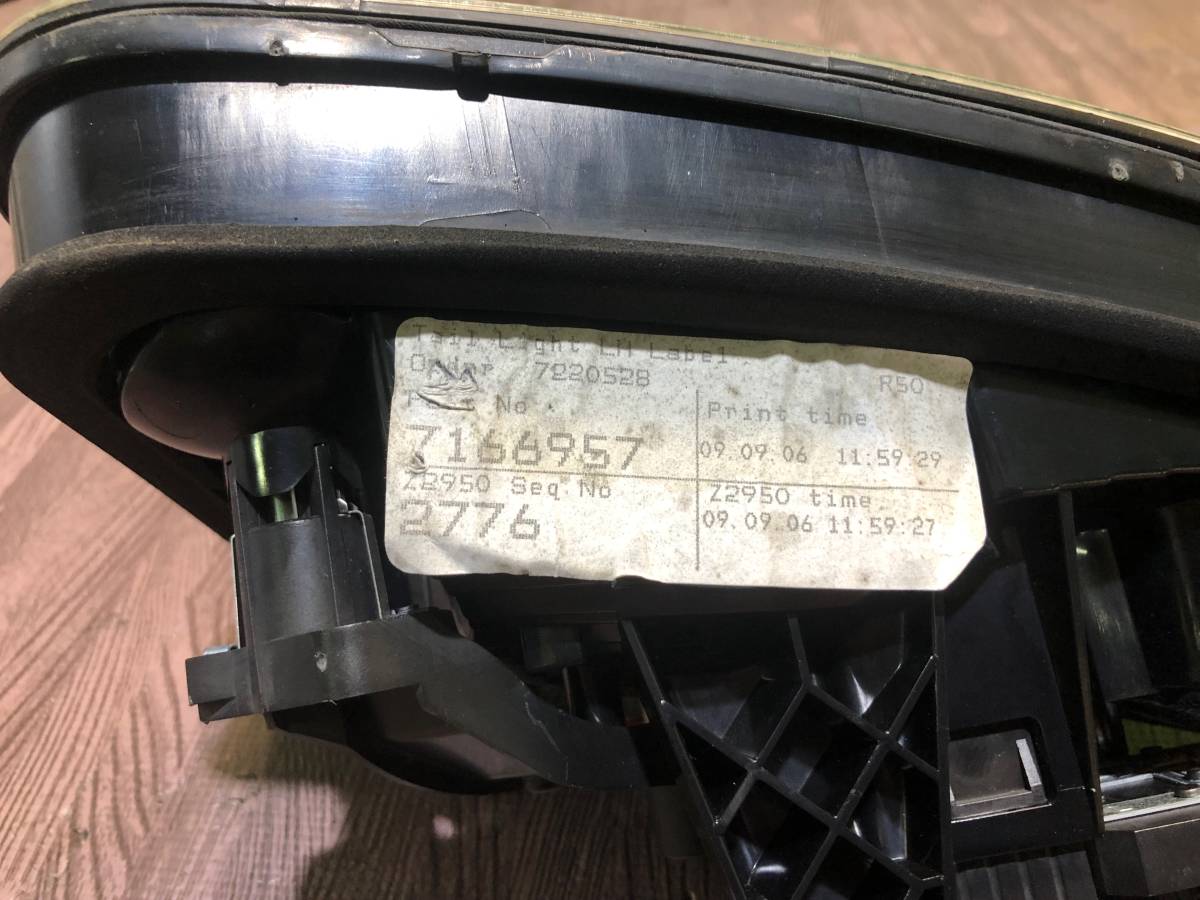 Tail Light LH Label
Order 7220528 R50
Part No
7166957
Print time
09.09.06 11:59:29
Z2950 Seq.No
2776
Z2950 time
09.09.06 11:59:27